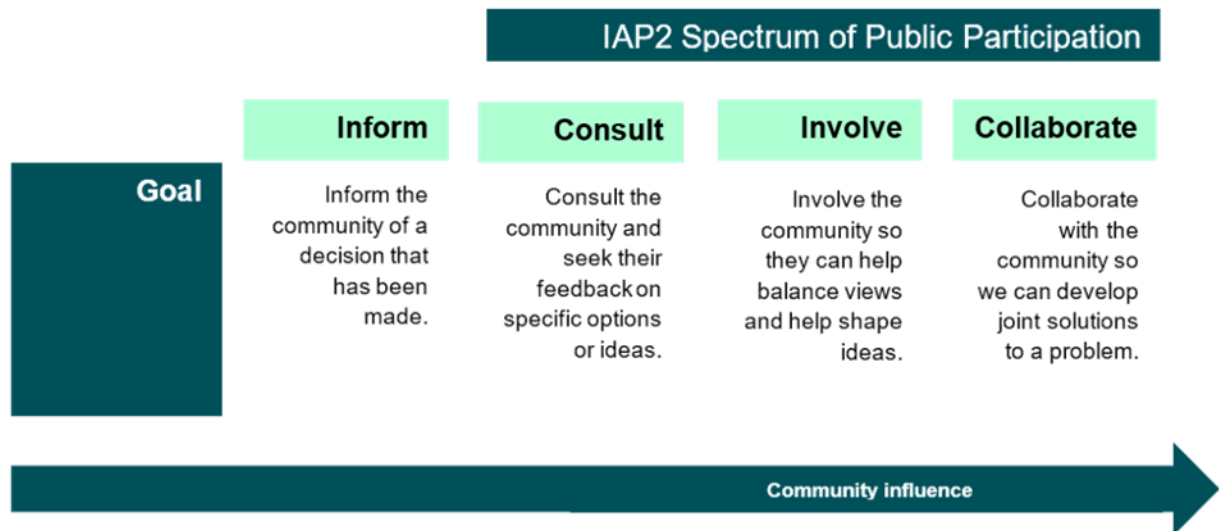 IAP2 Spectrum of Public Participation
Inform
Consult
Involve
Collaborate
Goal
Inform the
community of a
decision that
has been
made.
Consult the
community and
seek their
feedback on
specific options
or ideas.
Involve the
community so
they can help
balance views
and help shape
ideas.
Collaborate
with the
community so
we can develop
joint solutions
to a problem.
Community influence